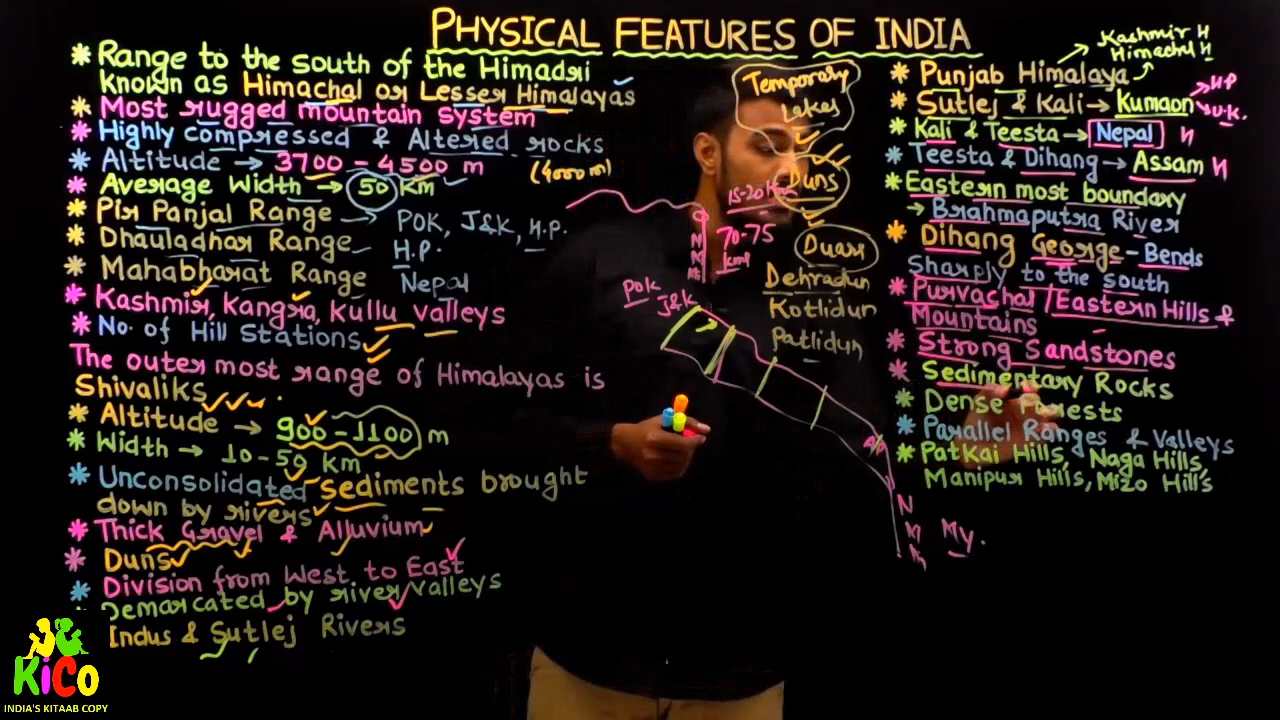 PHYSICAL FEATURES OF INDIA
* Range to the south of the Himadri
known as Himachal or Lesser Himalayas
* Most rugged mountain system
* Highly compressed & Altered rocks
* Altitude → 3700 - 4500 m
(4000 m)
* Average Width → 50 Km
* Pir Panjal Range → POK, J&K, H.P.
* Dhauladhar Range - H.P.
* Mahabharat Range Nepal
* Kashmir, Kangra, Kullu valleys
* No. of Hill Stations
The outer most range of Himalayas is
Shivaliks
* Altitude → 900 - 1100 m
* Width → 10-50 km
* Unconsolidated sediments brought
down by rivers
* Thick Gravel & Alluvium
* Duns
* Division from West to East
* Demarcated by river valleys
Indus & Sutlej Rivers
Temporary
Lakes
Duns
15-20 Km
70-75
kms
Duars
Dehradun
Kotlidun
Patlidun
N
M
POK
J&K
N
M
My.
Kashmir H
Himachal H
* Punjab Himalaya
* Sutlej & Kali → Kumaon
H.P
U.K.
* Kali & Teesta → Nepal H
* Teesta & Dihang → Assam H
* Eastern most boundary
→ Brahmaputra River
* Dihang George - Bends
sharply to the south
* Purvachal / Eastern Hills &
Mountains
* Strong Sandstones
* Sedimentary Rocks
* Dense Forests
* Parallel Ranges & Valleys
* Patkai Hills, Naga Hills,
Manipur Hills, Mizo Hills
KiCo
INDIA'S KITAAB COPY